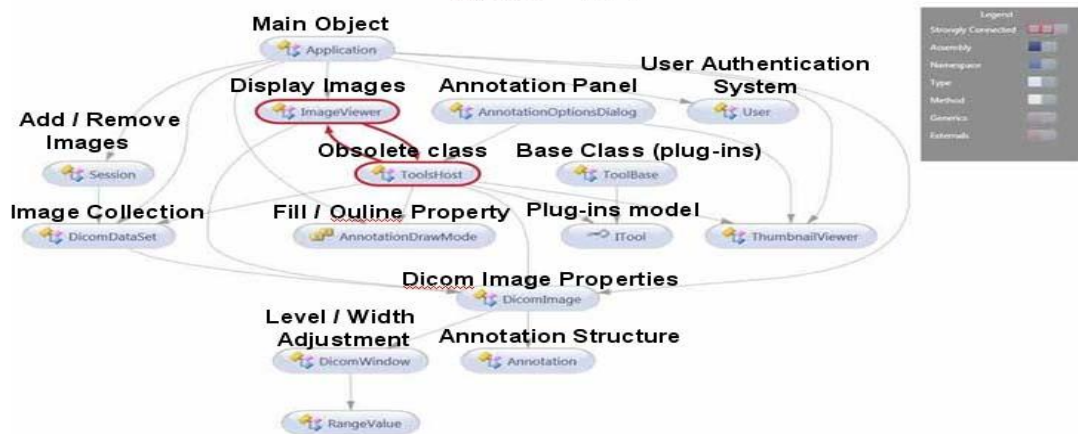 Main Object
Application
Display Images
ImageViewer
Annotation Panel
AnnotationOptionsDialog
User Authentication
System
User
Add / Remove
Images
Session
Obsolete class
ToolsHost
Base Class (plug-ins)
ToolBase
Image Collection
DicomDataSet
Fill / Ouline Property
AnnotationDrawMode
Plug-ins model
ITool
ThumbnailViewer
Dicom Image Properties
DicomImage
Level / Width
Adjustment
DicomWindow
Annotation Structure
Annotation
RangeValue
Legend
Strongly Connected
Assembly
Namespace
Type
Method
Generics
Externals